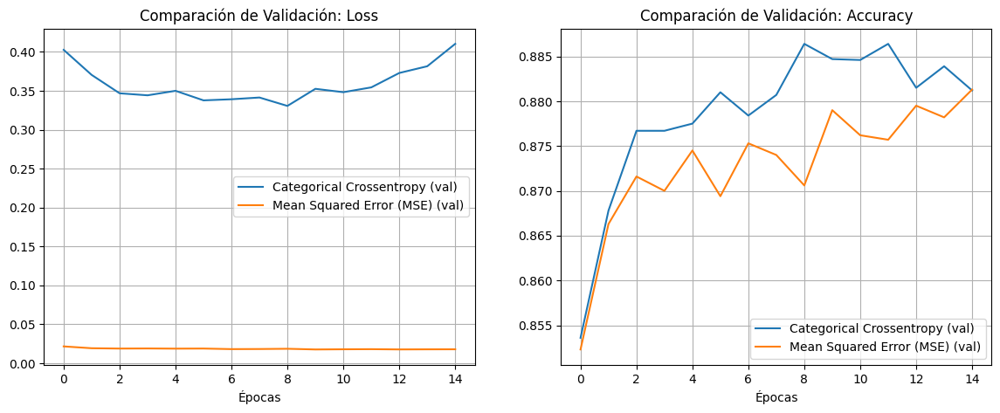 Comparación de Validación: Loss
0.40
0.35
0.30
0.25
0.20
0.15
0.10
0.05
0.00
Categorical Crossentropy (val)
Mean Squared Error (MSE) (val)
0 2 4 6 8 10 12 14
Épocas
Comparación de Validación: Accuracy
0.885
0.880
0.875
0.870
0.865
0.860
0.855
Categorical Crossentropy (val)
Mean Squared Error (MSE) (val)
0 2 4 6 8 10 12 14
Épocas